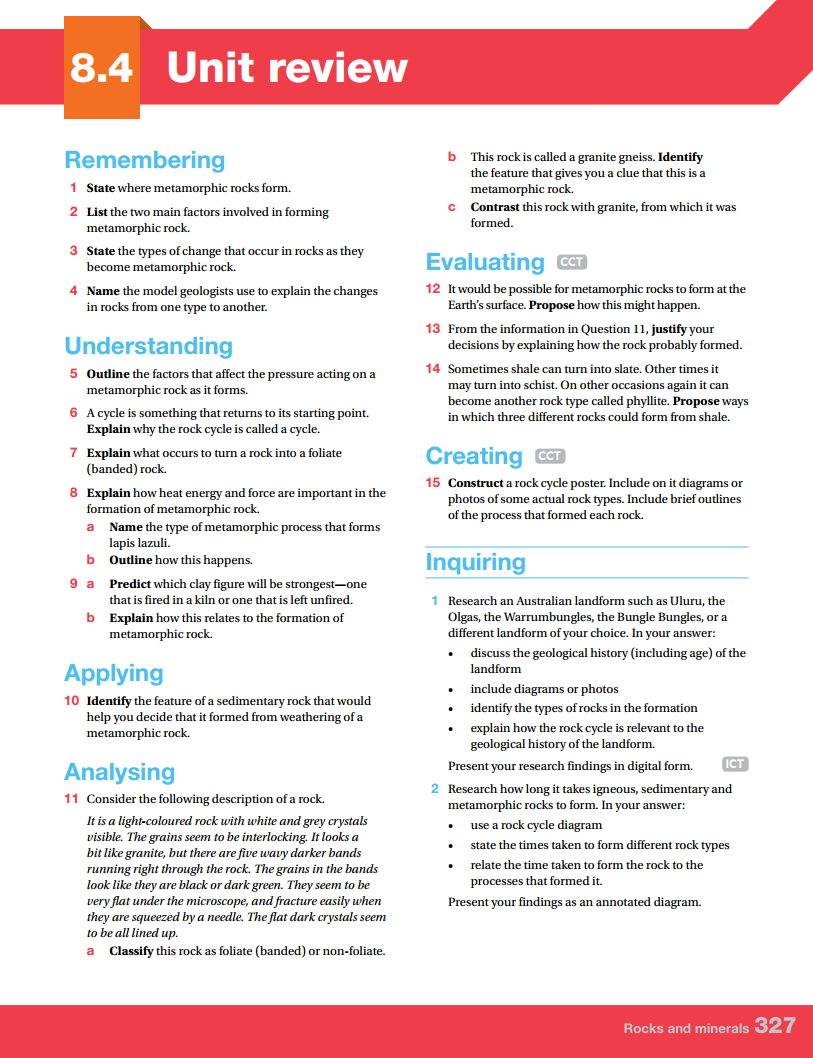 8.4 Unit review
Remembering
1 State where metamorphic rocks form.
2 List the two main factors involved in forming
metamorphic rock.
3 State the types of change that occur in rocks as they
become metamorphic rock.
4 Name the model geologists use to explain the changes
in rocks from one type to another.
Understanding
5 Outline the factors that affect the pressure acting on a
metamorphic rock as it forms.
6 A cycle is something that returns to its starting point.
Explain why the rock cycle is called a cycle.
7 Explain what occurs to turn a rock into a foliate
(banded) rock.
8 Explain how heat energy and force are important in the
formation of metamorphic rock.
a Name the type of metamorphic process that forms
lapis lazuli.
b Outline how this happens.
9 a Predict which clay figure will be strongest—one
that is fired in a kiln or one that is left unfired.
b Explain how this relates to the formation of
metamorphic rock.
Applying
10 Identify the feature of a sedimentary rock that would
help you decide that it formed from weathering of a
metamorphic rock.
Analysing
11 Consider the following description of a rock.
It is a light-coloured rock with white and grey crystals
visible. The grains seem to be interlocking. It looks a
bit like granite, but there are five wavy darker bands
running right through the rock. The grains in the bands
look like they are black or dark green. They seem to be
very flat under the microscope, and fracture easily when
they are squeezed by a needle. The flat dark crystals seem
to be all lined up.
a Classify this rock as foliate (banded) or non-foliate.
b This rock is called a granite gneiss. Identify
the feature that gives you a clue that this is a
metamorphic rock.
c Contrast this rock with granite, from which it was
formed.
Evaluating CCT
12 It would be possible for metamorphic rocks to form at the
Earth's surface. Propose how this might happen.
13 From the information in Question 11, justify your
decisions by explaining how the rock probably formed.
14 Sometimes shale can turn into slate. Other times it
may turn into schist. On other occasions again it can
become another rock type called phyllite. Propose ways
in which three different rocks could form from shale.
Creating CCT
15 Construct a rock cycle poster. Include on it diagrams or
photos of some actual rock types. Include brief outlines
of the process that formed each rock.
Inquiring
1 Research an Australian landform such as Uluru, the
Olgas, the Warrumbungles, the Bungle Bungles, or a
different landform of your choice. In your answer:
• discuss the geological history (including age) of the
landform
• include diagrams or photos
• identify the types of rocks in the formation
• explain how the rock cycle is relevant to the
geological history of the landform.
Present your research findings in digital form. ICT
2 Research how long it takes igneous, sedimentary and
metamorphic rocks to form. In your answer:
• use a rock cycle diagram
• state the times taken to form different rock types
• relate the time taken to form the rock to the
processes that formed it.
Present your findings as an annotated diagram.
Rocks and minerals 327